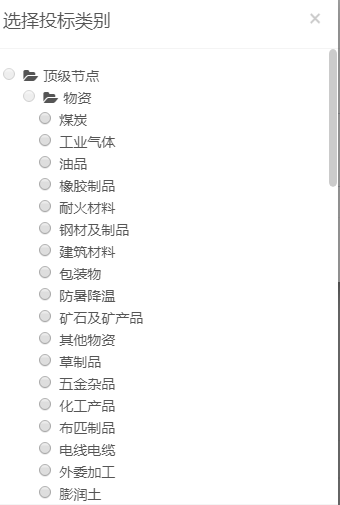 选择投标类别
顶级节点
物资
煤炭
工业气体
油品
橡胶制品
耐火材料
钢材及制品
建筑材料
包装物
防暑降温
矿石及矿产品
其他物资
草制品
五金杂品
化工产品
布匹制品
电线电缆
外委加工
膨润土